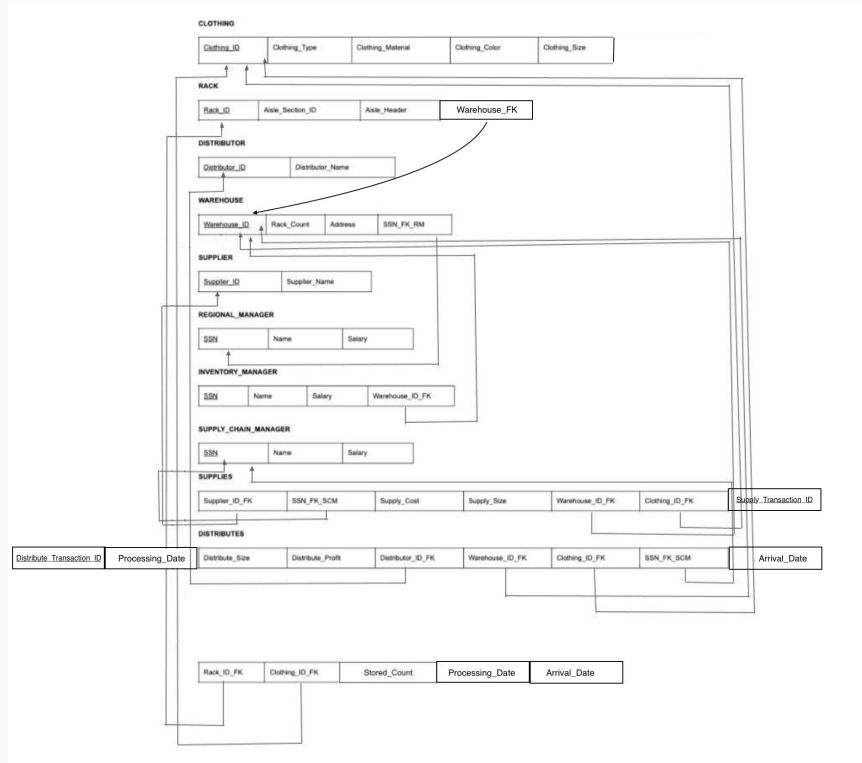 CLOTHING
Clothing_ID Clothing_Type Clothing_Material Clothing_Color Clothing_Size
RACK
Rack_ID Aisle_Section_ID Aisle_Header Warehouse_FK
DISTRIBUTOR
Distributor_ID Distributor_Name
WAREHOUSE
Warehouse_ID Rack_Count Address SSN_FK_RM
SUPPLIER
Supplier_ID Supplier_Name
REGIONAL_MANAGER
SSN Name Salary
INVENTORY_MANAGER
SSN Name Salary Warehouse_ID_FK
SUPPLY_CHAIN_MANAGER
SSN Name Salary
SUPPLIES
Supplier_ID_FK SSN_FK_SCM Supply_Cost Supply_Size Warehouse_ID_FK Clothing_ID_FK Supply_Transaction_ID
DISTRIBUTES
Distribute_Transaction_ID Processing_Date Distribute_Size Distribute_Profit Distributor_ID_FK Warehouse_ID_FK Clothing_ID_FK SSN_FK_SCM Arrival_Date
Rack_ID_FK Clothing_ID_FK Stored_Count Processing_Date Arrival_Date